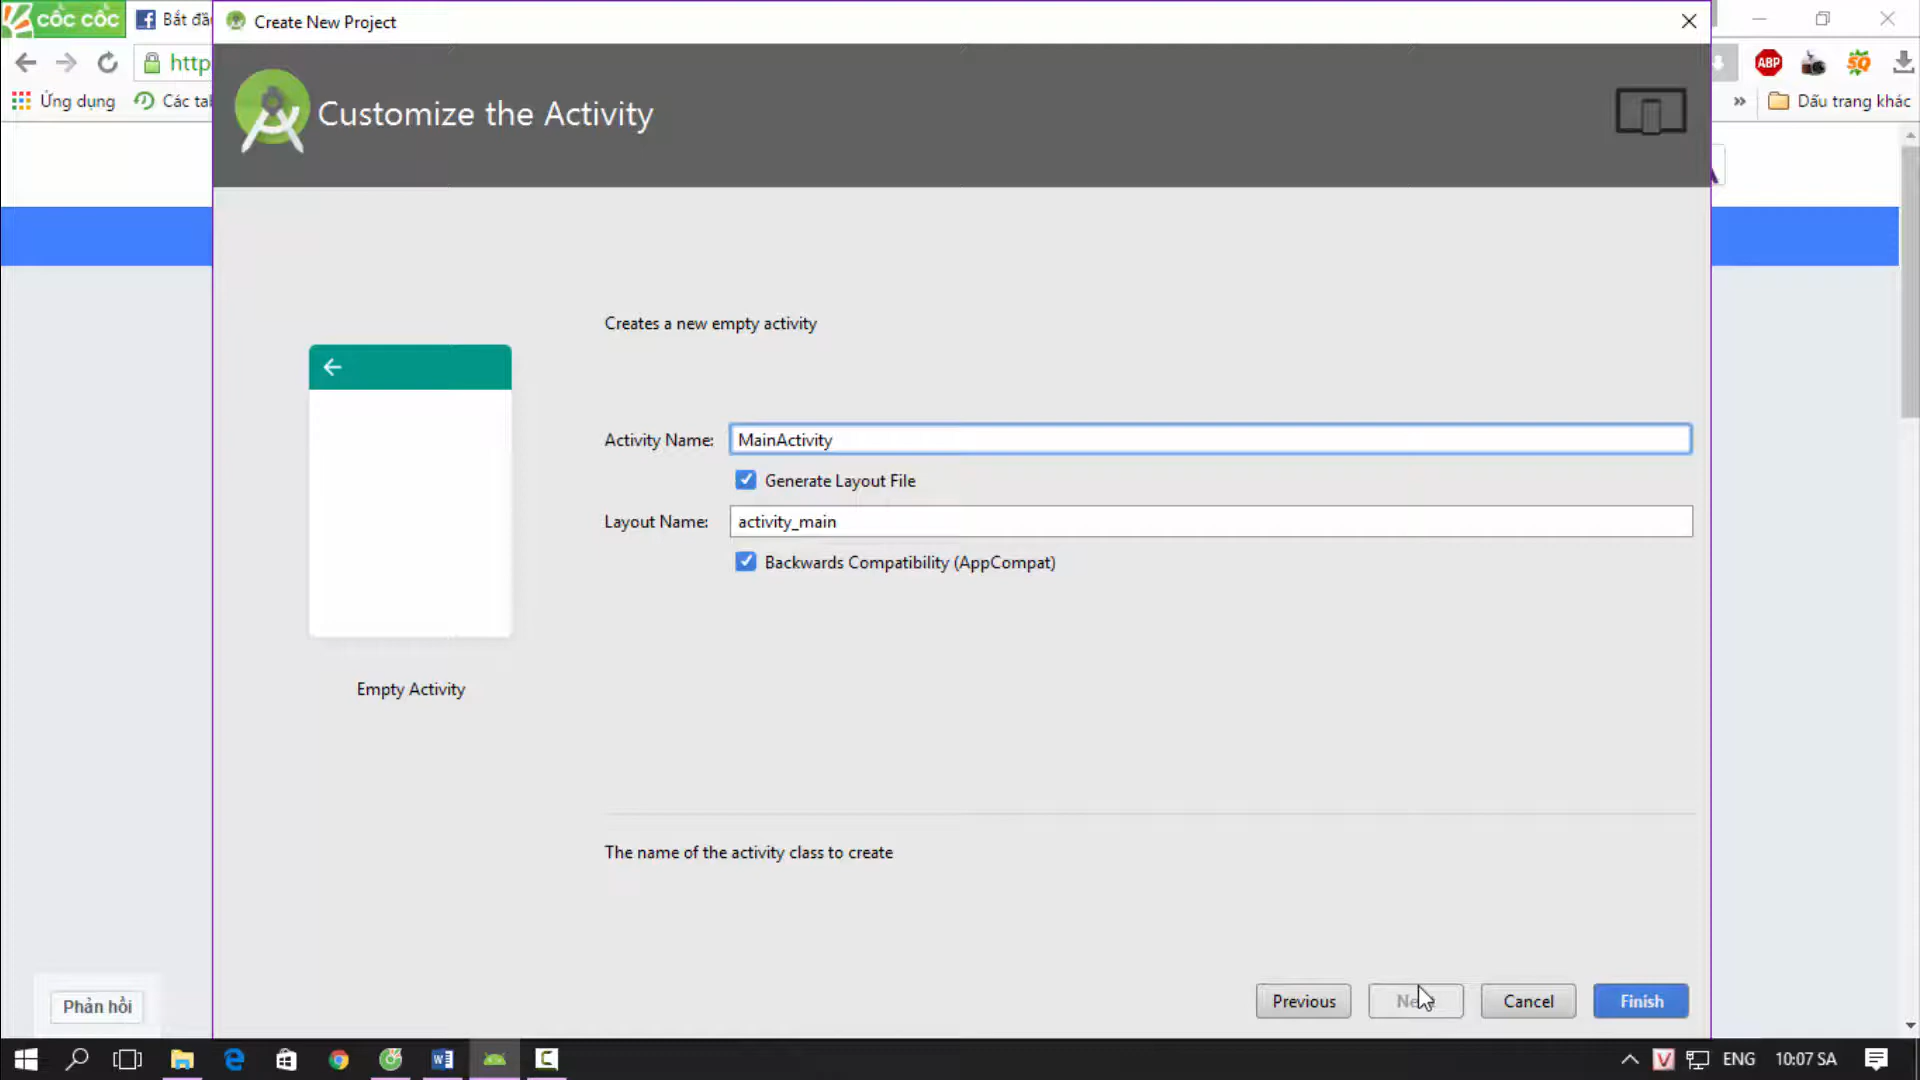 cốc cốc
Bắt đầ
Create New Project
http
ABP
Ứng dụng
Các tal
»
Dấu trang khác
Customize the Activity
Creates a new empty activity
Activity Name:
MainActivity
Generate Layout File
Layout Name:
activity_main
Backwards Compatibility (AppCompat)
Empty Activity
The name of the activity class to create
Phản hồi
Previous
Cancel
Finish
ENG
10:07 SA